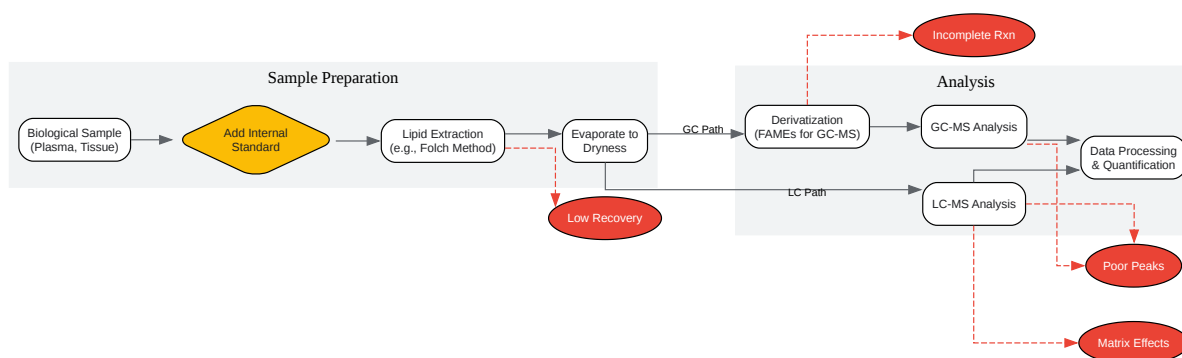 Incomplete Rxn
Sample Preparation
Analysis
Biological Sample
(Plasma, Tissue)
Add Internal
Standard
Lipid Extraction
(e.g., Folch Method)
Evaporate to
Dryness
GC Path
Derivatization
(FAMEs for GC-MS)
GC-MS Analysis
Data Processing
& Quantification
LC Path
LC-MS Analysis
Low Recovery
Poor Peaks
Matrix Effects